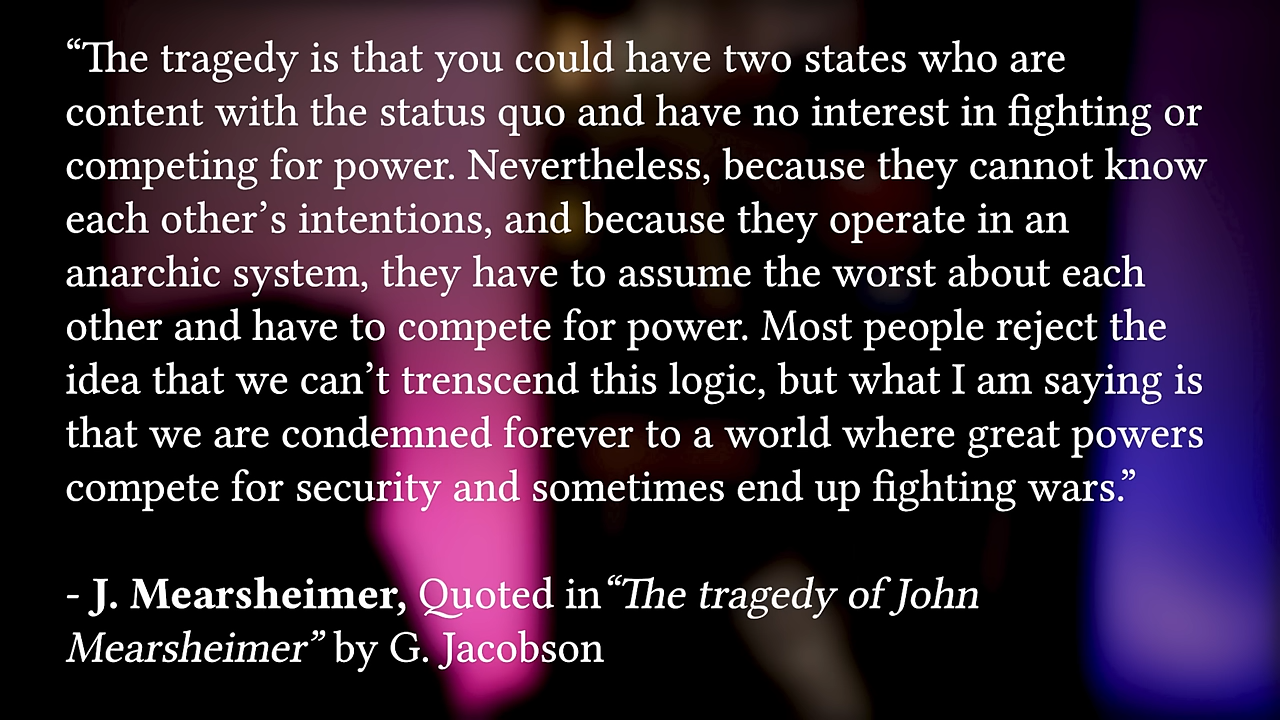 “The tragedy is that you could have two states who are
content with the status quo and have no interest in fighting or
competing for power. Nevertheless, because they cannot know
each other’s intentions, and because they operate in an
anarchic system, they have to assume the worst about each
other and have to compete for power. Most people reject the
idea that we can’t trenscend this logic, but what I am saying is
that we are condemned forever to a world where great powers
compete for security and sometimes end up fighting wars.”
- J. Mearsheimer, Quoted in “The tragedy of John
Mearsheimer” by G. Jacobson